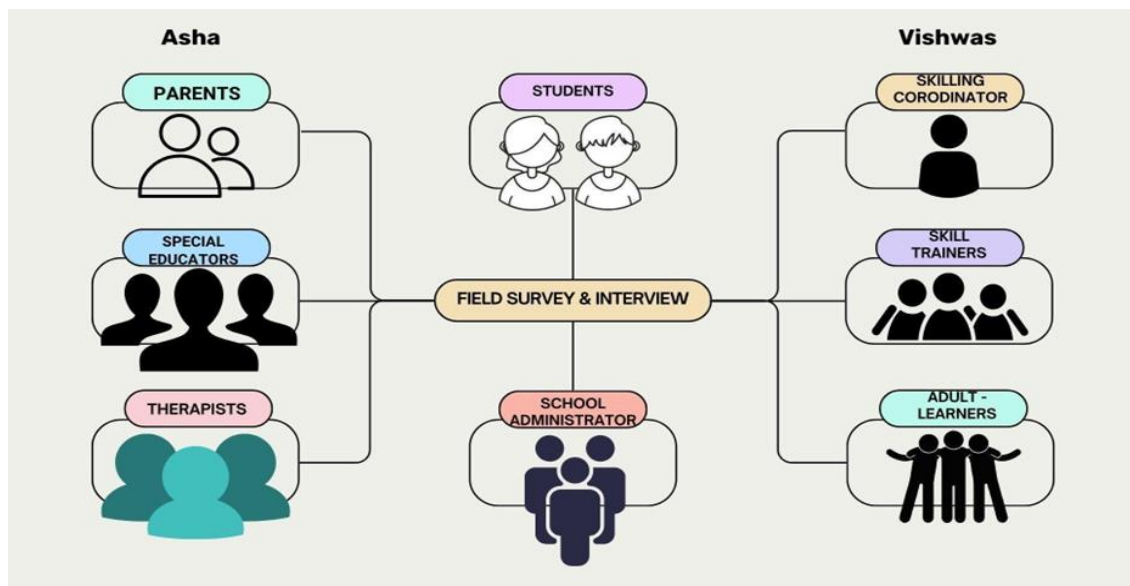 Asha
Vishwas
PARENTS
STUDENTS
SKILLING
CORODINATOR
SPECIAL
EDUCATORS
SKILL
TRAINERS
FIELD SURVEY & INTERVIEW
THERAPISTS
SCHOOL
ADMINISTRATOR
ADULT -
LEARNERS